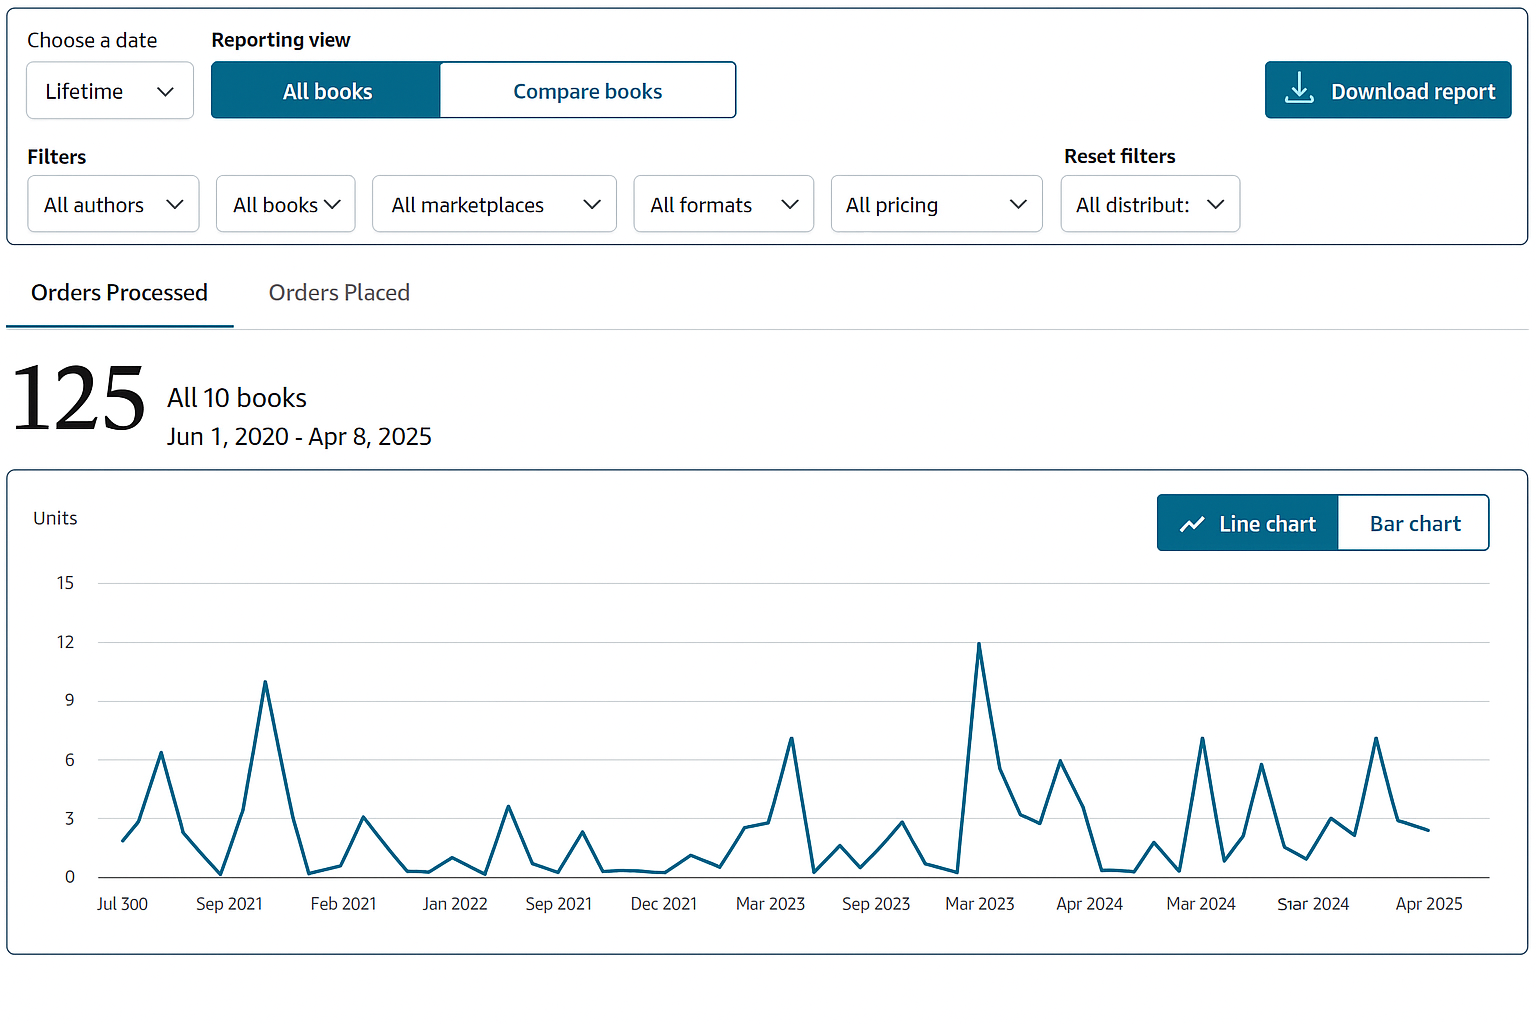 Choose a date
Reporting view
Lifetime
All books
Compare books
Download report
Filters
Reset filters
All authors
All books
All marketplaces
All formats
All pricing
All distribut:
Orders Processed
Orders Placed
125
All 10 books
Jun 1, 2020 - Apr 8, 2025
Units
Line chart
Bar chart
15
12
9
6
3
0
Jul 300
Sep 2021
Feb 2021
Jan 2022
Sep 2021
Dec 2021
Mar 2023
Sep 2023
Mar 2023
Apr 2024
Mar 2024
Sıar 2024
Apr 2025